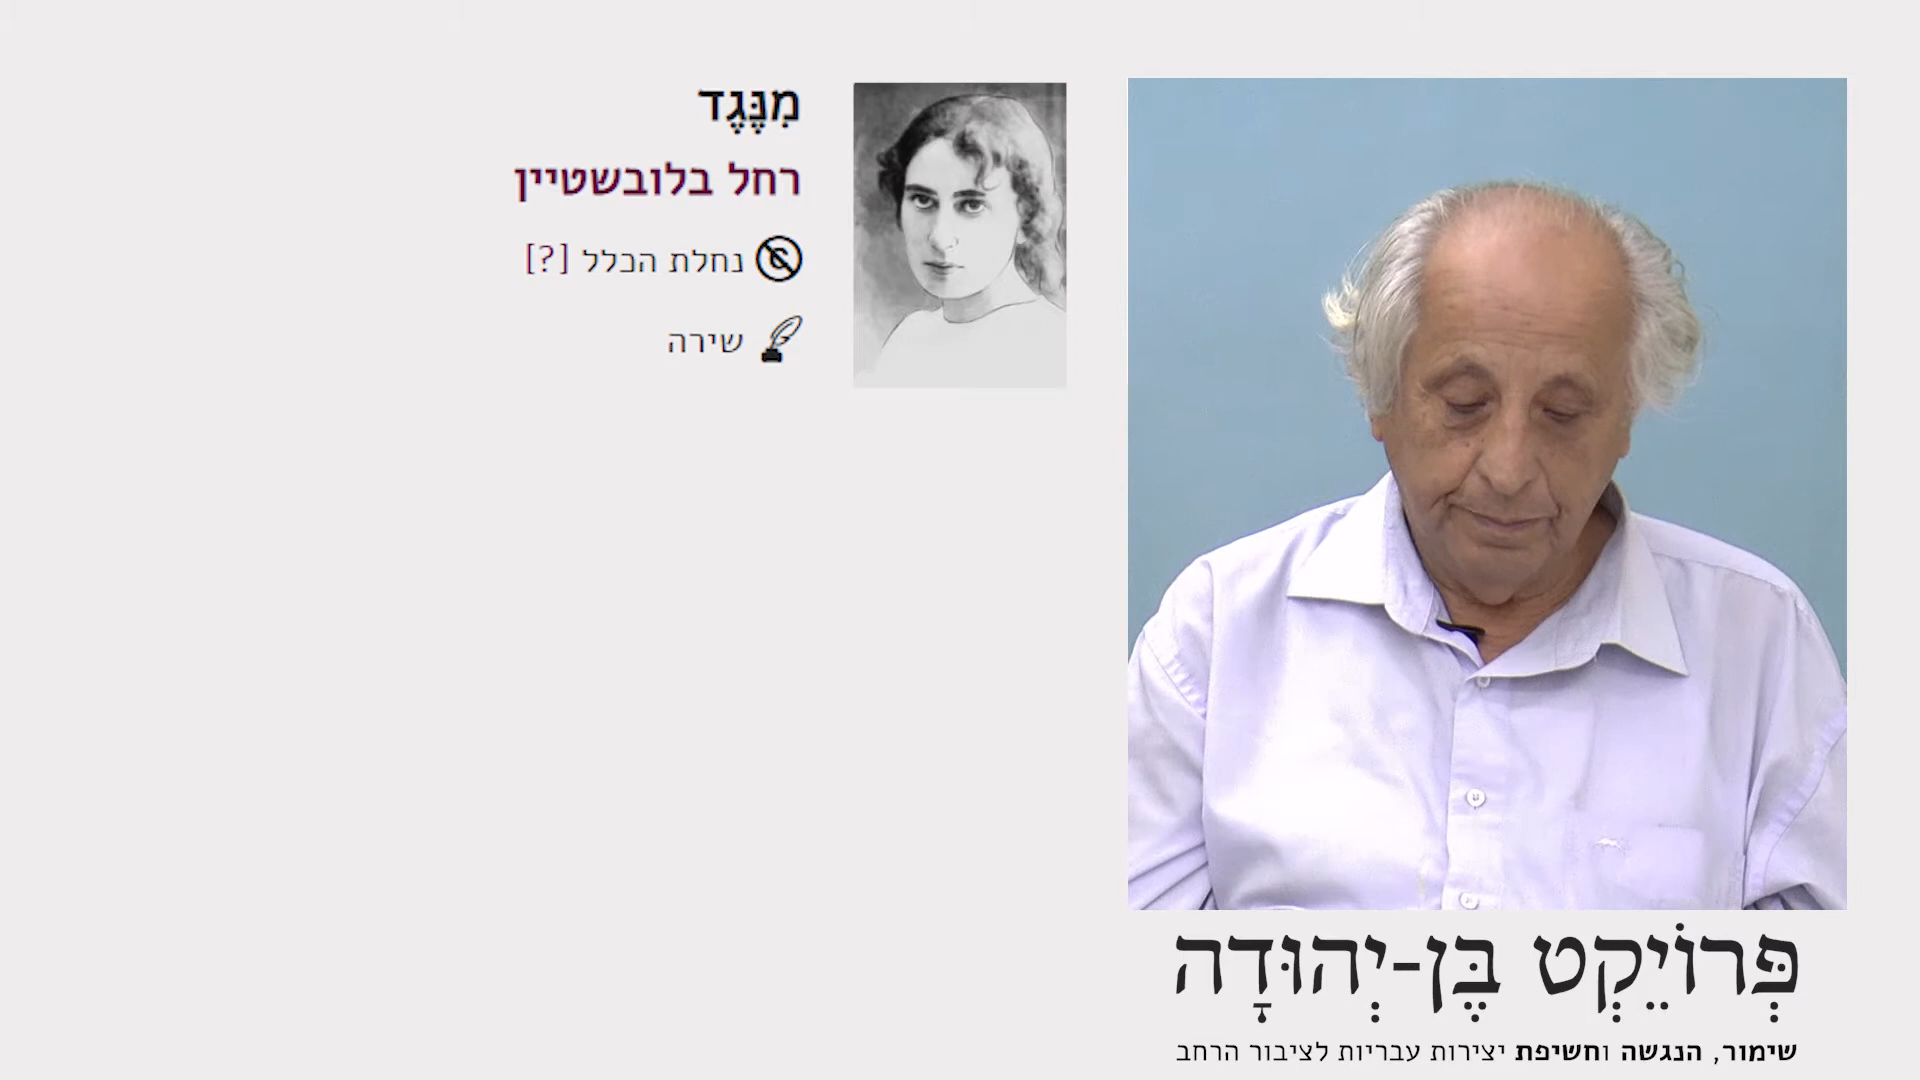 מִנֶּגֶד
רחל בלובשטיין
נחלת הכלל [?]
שירה
פְּרוֹיֵקְט בֶּן-יְהוּדָה
שימור, הנגשה וחשיפת יצירות עבריות לציבור הרחב